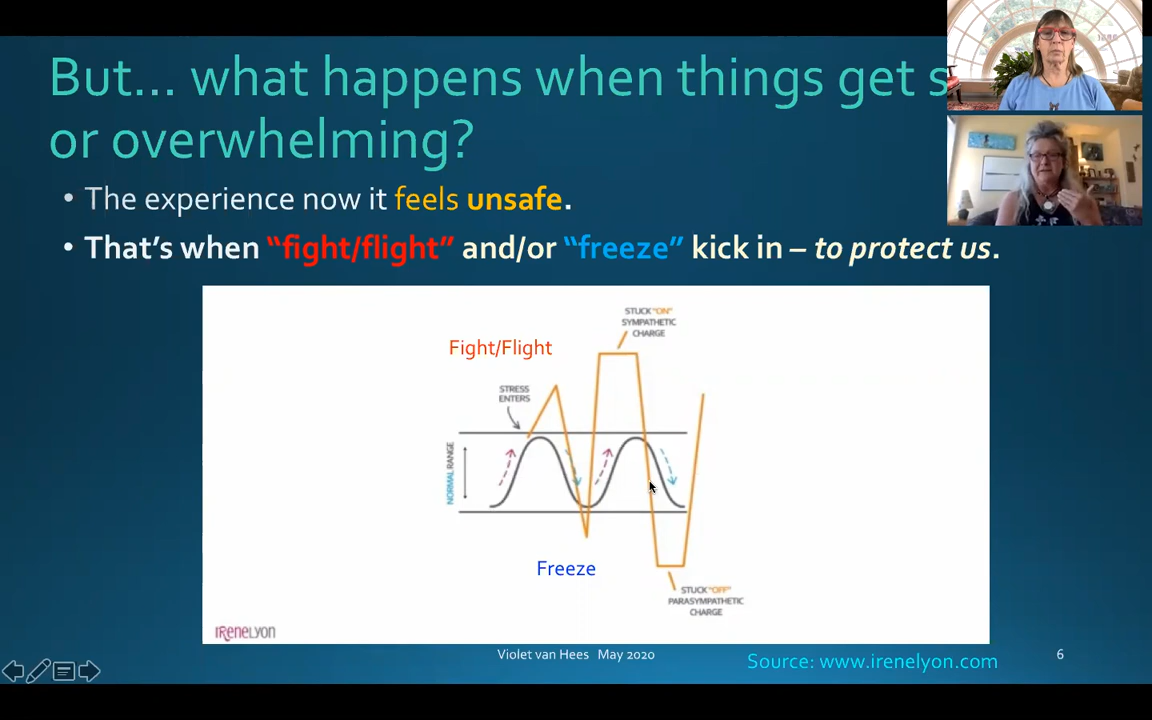 But... what happens when things get s
or overwhelming?
• The experience now it feels unsafe.
• That's when "fight/flight" and/or "freeze" kick in – to protect us.
STUCK "ON"
SYMPATHETIC
CHARGE
Fight/Flight
STRESS
ENTERS
NORMAL RANGE
Freeze
STUCK "OFF"
PARASYMPATHETIC
CHARGE
IRENELYON
Violet van Hees May 2020
Source: www.irenelyon.com
6